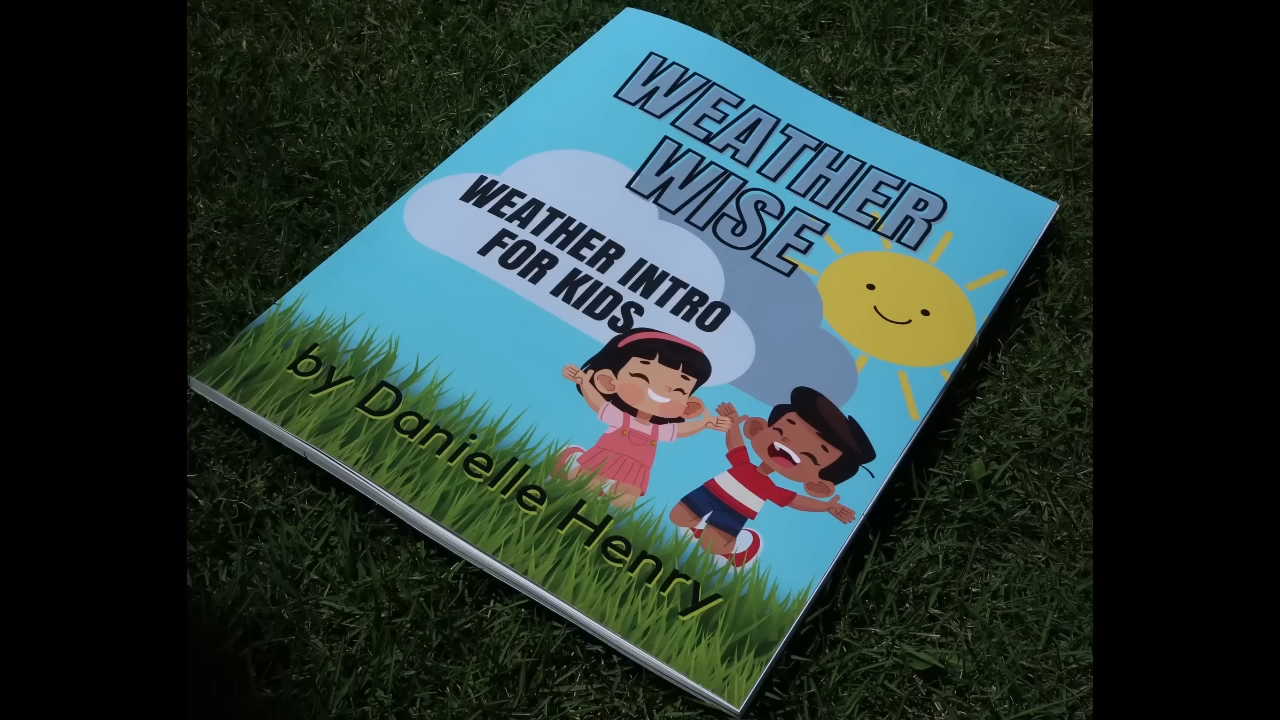 WEATHER
WISE
WEATHER INTRO
FOR KIDS
by Danielle Henry